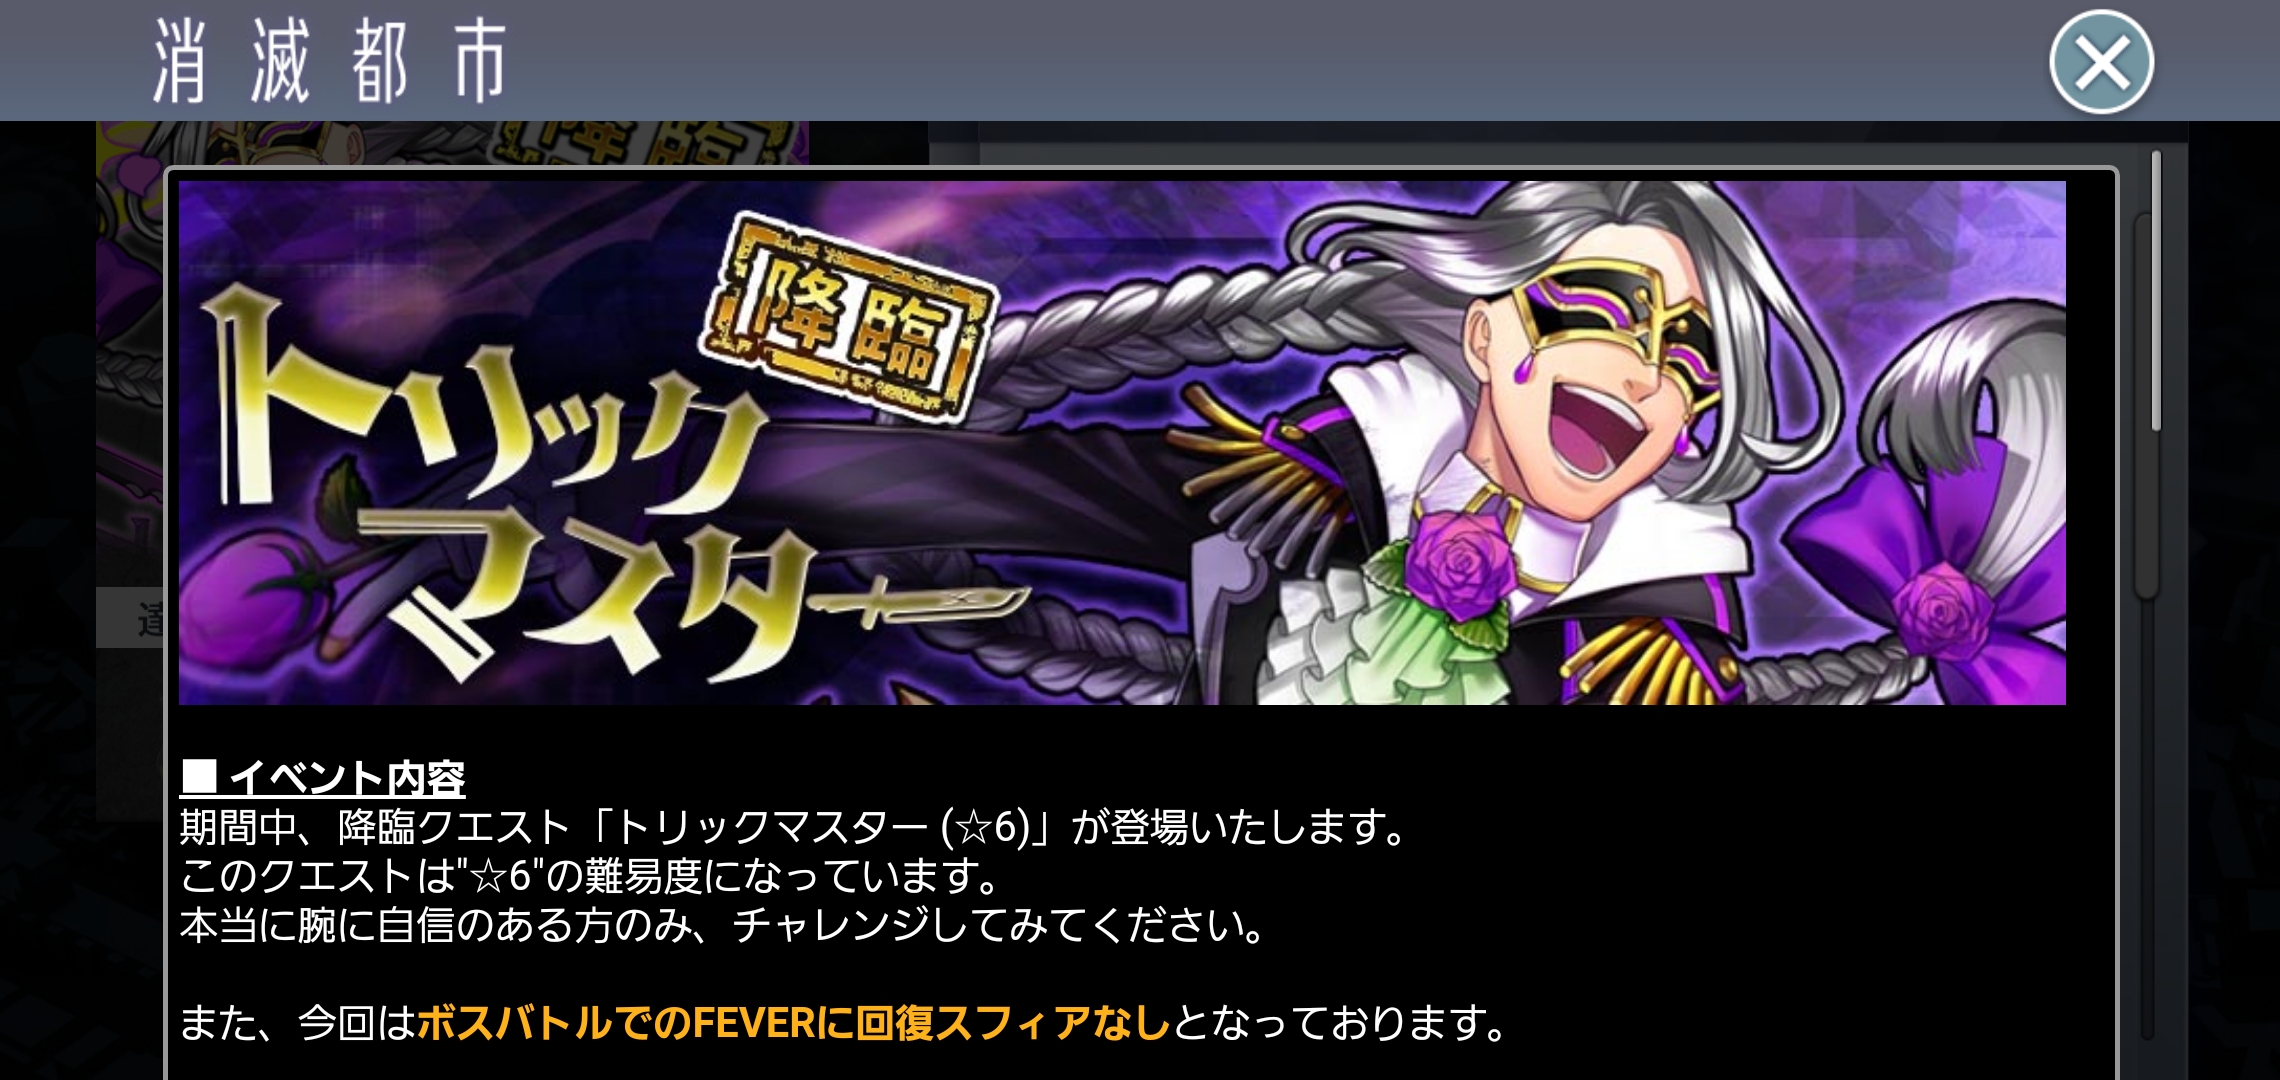 消滅都市
降臨
トリック
マスター
■ イベント内容
期間中、降臨クエスト「トリックマスター (☆6)」が登場いたします。
このクエストは"☆6"の難易度になっています。
本当に腕に自信のある方のみ、チャレンジしてみてください。
また、今回はボスバトルでのFEVERに回復スフィアなしとなっております。